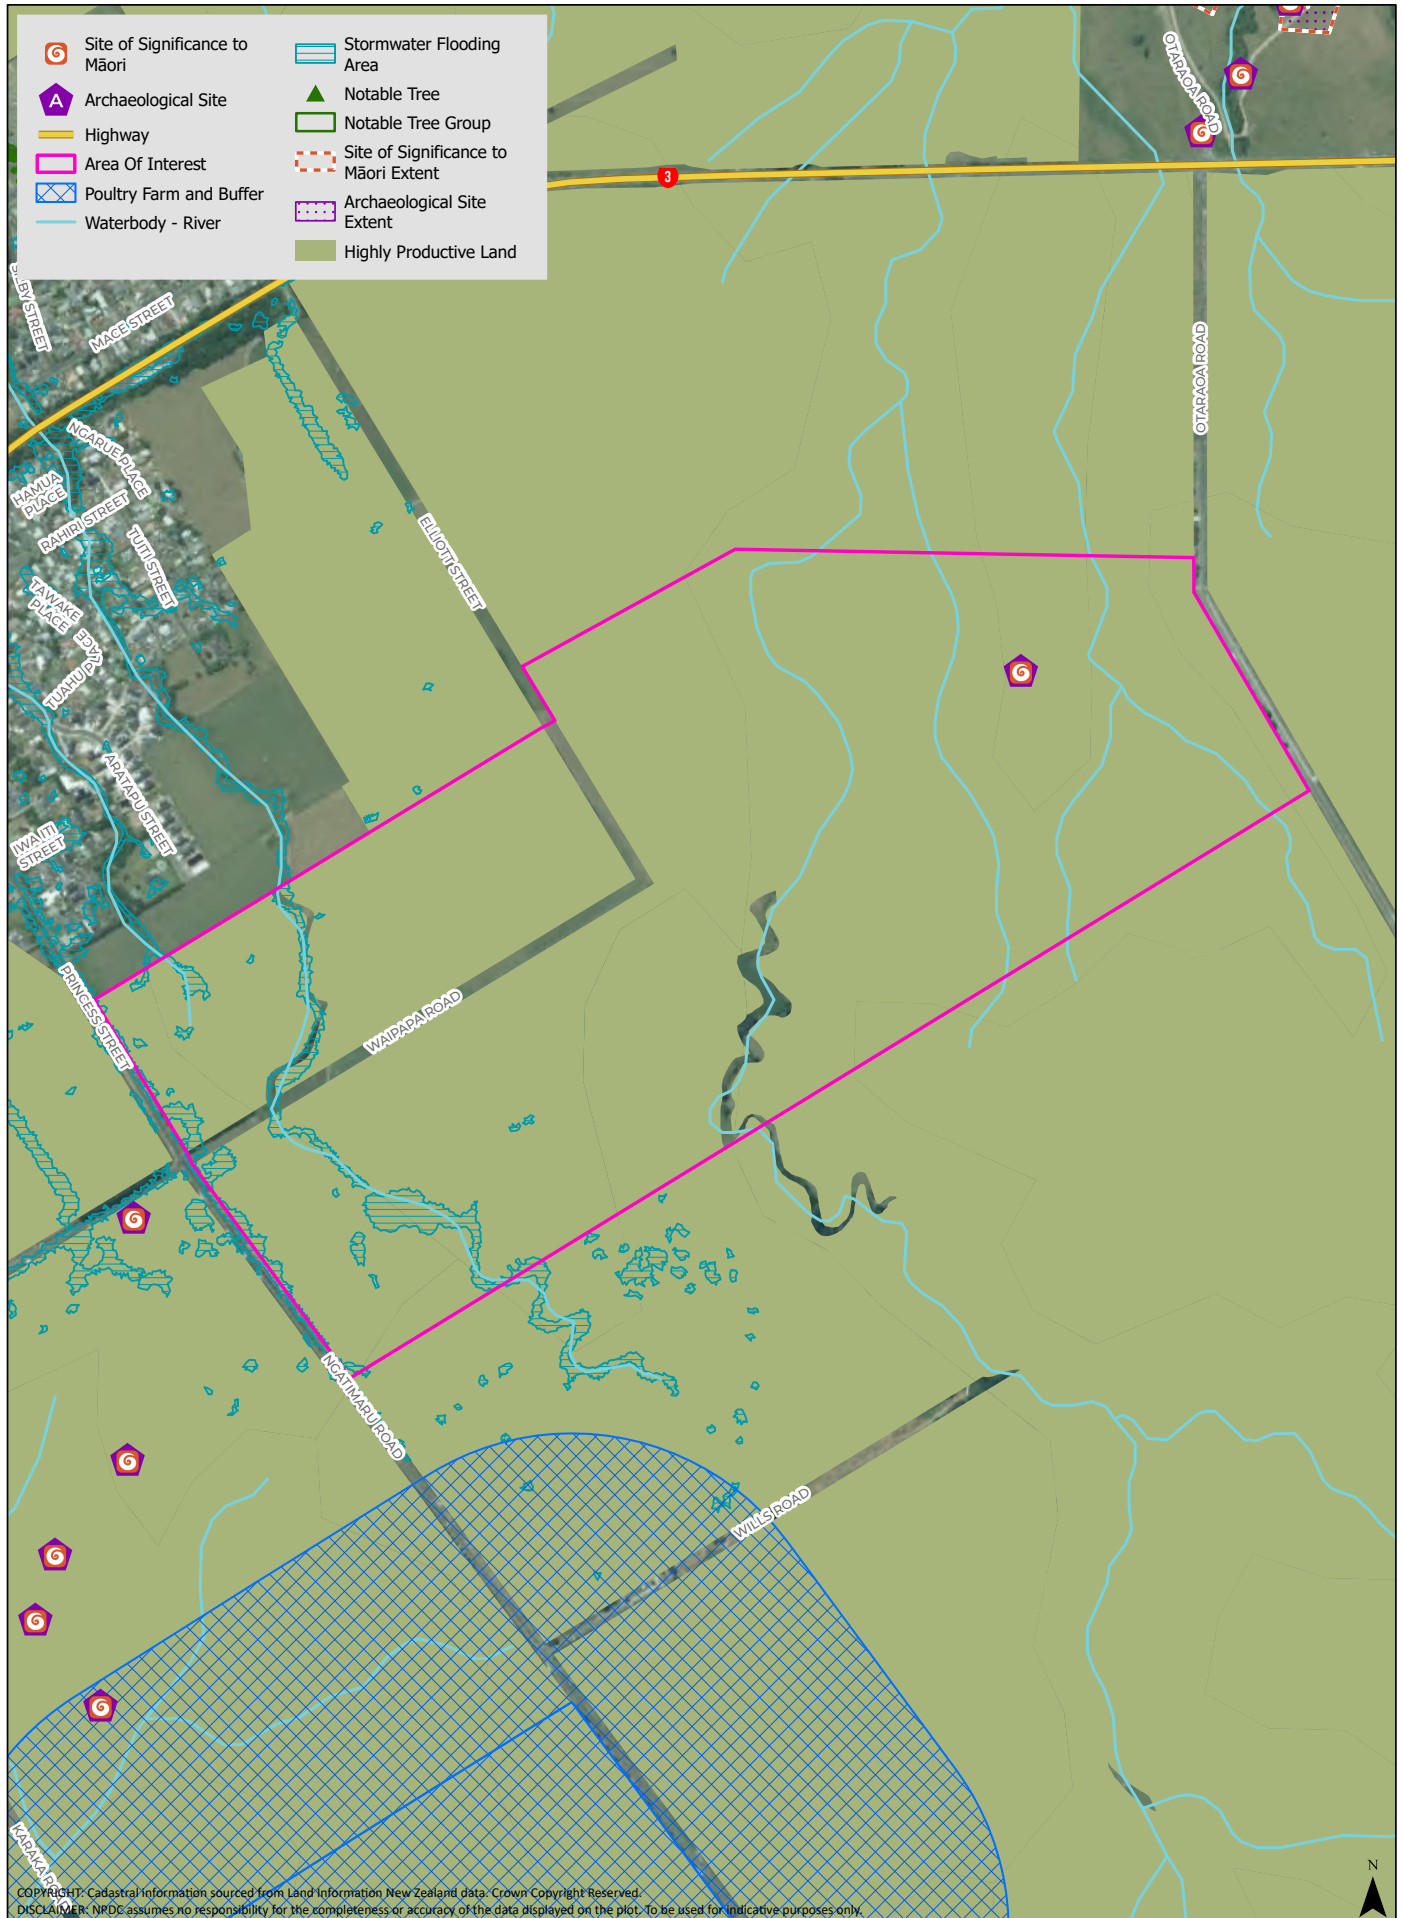 Site of Significance to
Māori
A
Archaeological Site
Highway
Area Of Interest
Poultry Farm and Buffer
Waterbody - River
Stormwater Flooding
Area
Notable Tree
Notable Tree Group
Site of Significance to
Māori Extent
Archaeological Site
Extent
Highly Productive Land
OTARAOA ROAD
3
MACE STREET
OTARAOA ROAD
NGARUE PLACE
HAMUA
PLACE
RAHIRI STREET
TUITI STREET
ELLIOTT STREET
TAWAKE
PLACE
TUAHU PLACE
ARATAPU STREET
IWAITI
STREET
PRINCESS STREET
WAIPAPA ROAD
NGATIMARU ROAD
WILLS ROAD
KARAKA ROAD
N
COPYRIGHT: Cadastral information sourced from Land Information New Zealand data. Crown Copyright Reserved.
DISCLAIMER: NPDC assumes no responsibility for the completeness or accuracy of the data displayed on the plot. To be used for indicative purposes only.